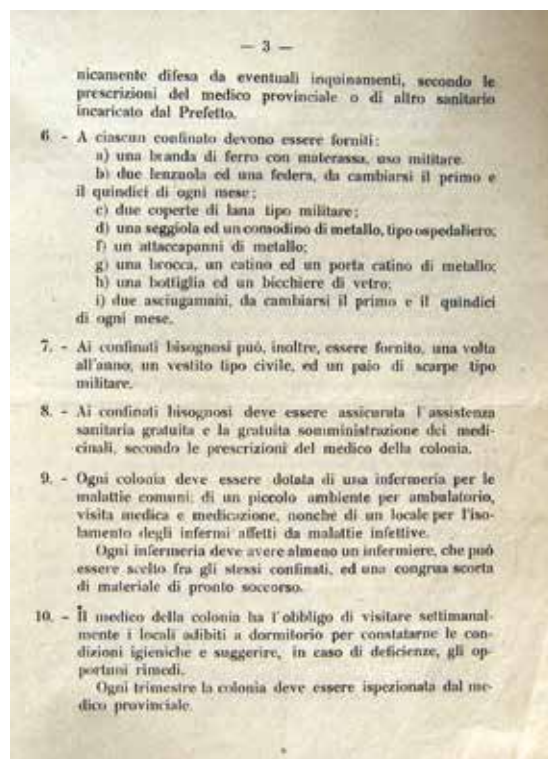 — 3 —
nicamente difesa da eventuali inquinamenti, secondo le
prescrizioni del medico provinciale o di altro sanitario
incaricato dal Prefetto.
6. - A ciascun confinato devono essere forniti:
a) una branda di ferro con materassa, uso militare.
b) due lenzuola ed una federa, da cambiarsi il primo e
il quindici di ogni mese;
c) due coperte di lana tipo militare;
d) una seggiola ed un comodino di metallo, tipo ospedaliero;
f) un attaccapanni di metallo;
g) una brocca, un catino ed un porta catino di metallo;
h) una bottiglia ed un bicchiere di vetro;
i) due asciugamani, da cambiarsi il primo e il quindici
di ogni mese.
7. - Ai confinati bisognosi può, inoltre, essere fornito, una volta
all'anno, un vestito tipo civile, ed un paio di scarpe tipo
militare.
8. - Ai confinati bisognosi deve essere assicurata l'assistenza
sanitaria gratuita e la gratuita somministrazione dei medi-
cinali, secondo le prescrizioni del medico della colonia.
9. - Ogni colonia deve essere dotata di una infermeria per le
malattie comuni; di un piccolo ambiente per ambulatorio,
visita medica e medicazione, nonchè di un locale per l'iso-
lamento degli infermi affetti da malattie infettive.
Ogni infermeria deve avere almeno un infermiere, che può
essere scelto fra gli stessi confinati, ed una congrua scorta
di materiale di pronto soccorso.
10. - Il medico della colonia ha l'obbligo di visitare settimanal-
mente i locali adibiti a dormitorio per constatarne le con-
dizioni igieniche e suggerire, in caso di deficienze, gli op-
portuni rimedi.
Ogni trimestre la colonia deve essere ispezionata dal me-
dico provinciale.